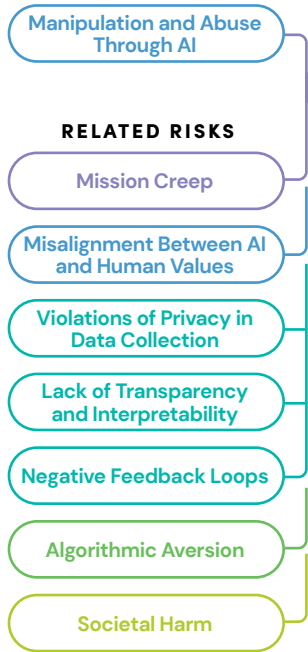 Manipulation and Abuse
Through AI
RELATED RISKS
Mission Creep
Misalignment Between AI
and Human Values
Violations of Privacy in
Data Collection
Lack of Transparency
and Interpretability
Negative Feedback Loops
Algorithmic Aversion
Societal Harm